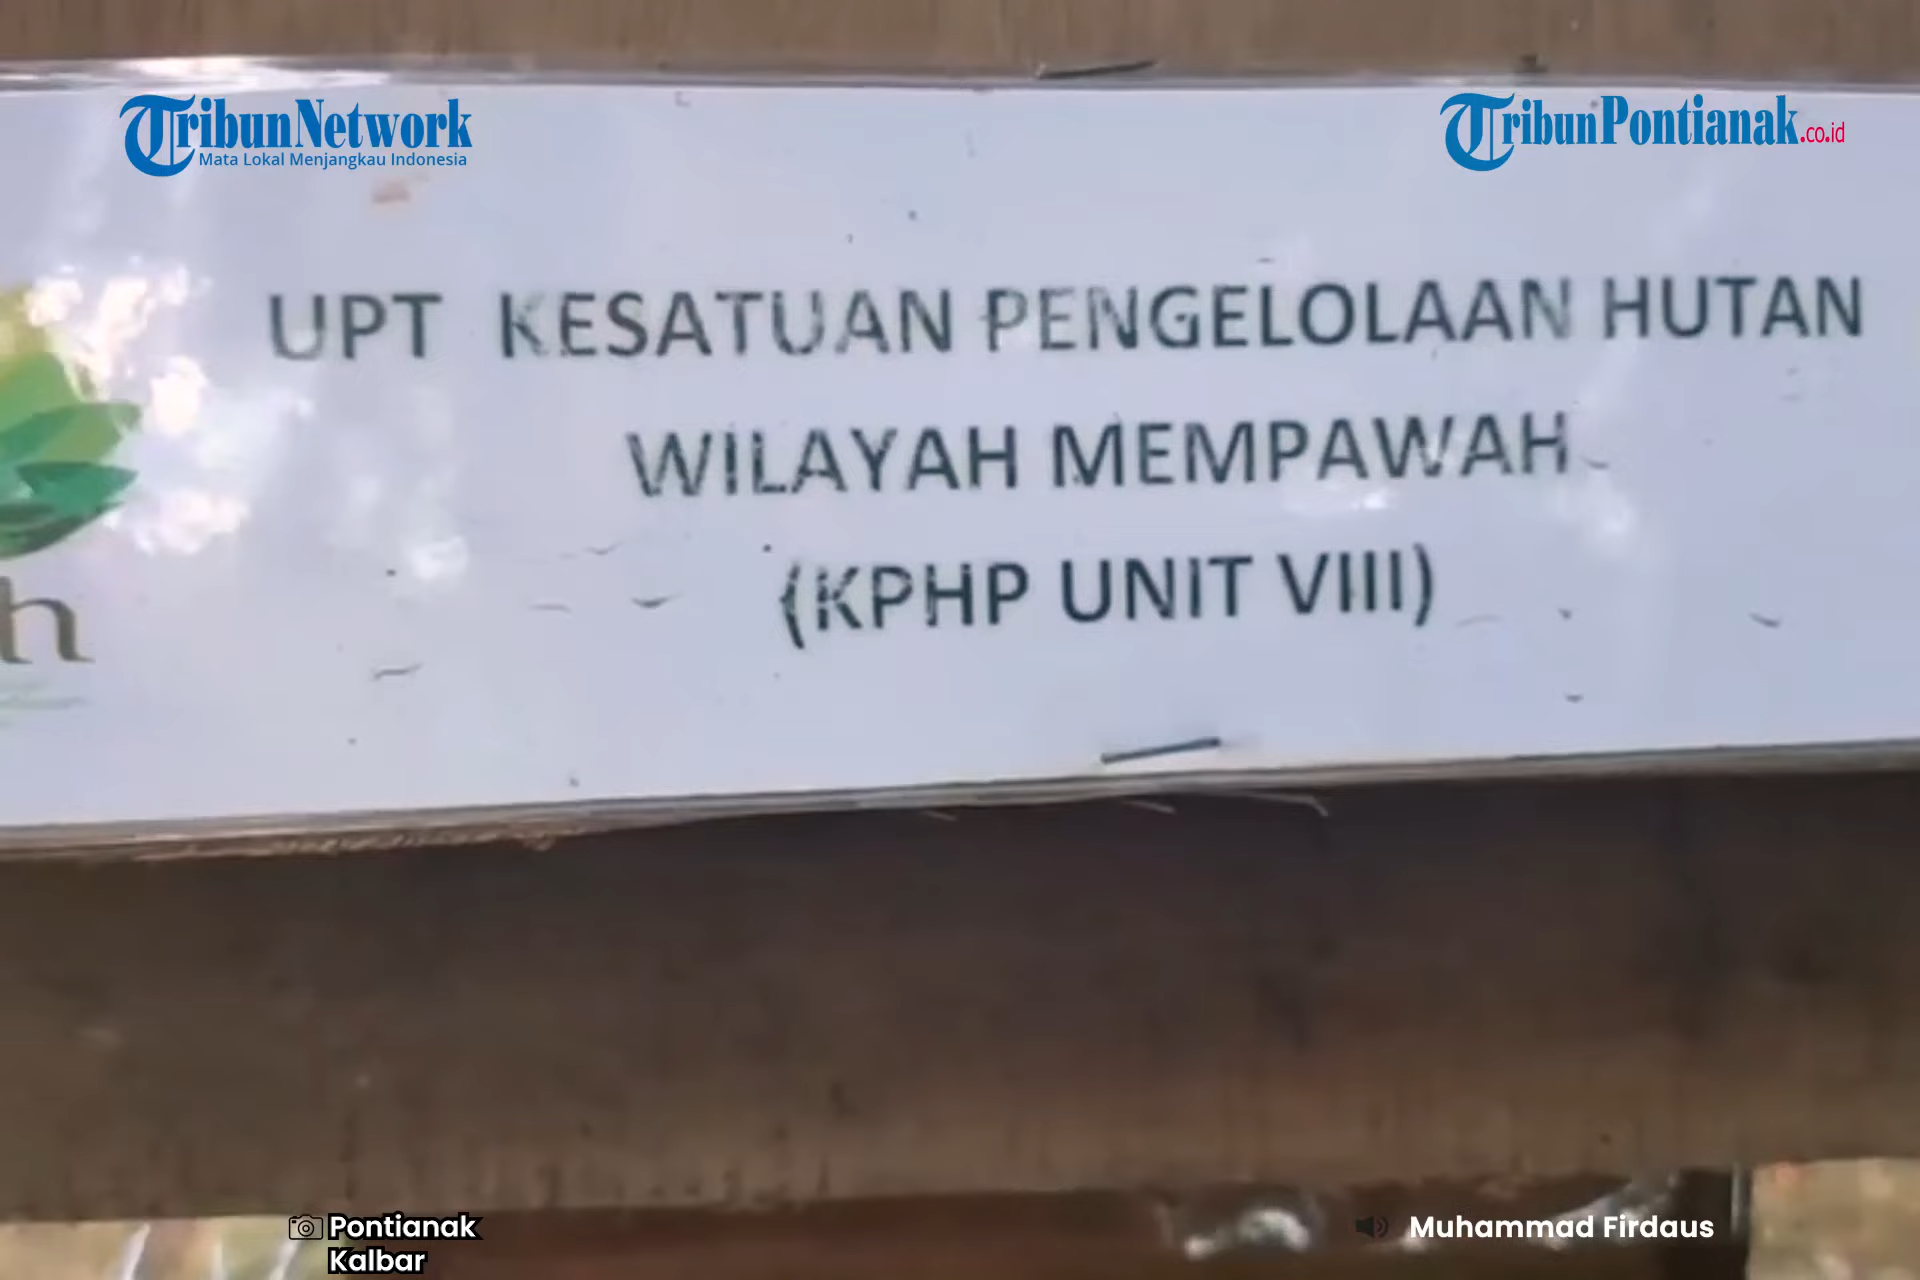 TribunNetwork
Mata Lokal Menjangkau Indonesia
TribunPontianak.co.id
UPT KESATUAN PENGELOLAAN HUTAN
WILAYAH MEMPAWAH
(KPHP UNIT VIII)
h
Pontianak
Kalbar
Muhammad Firdaus